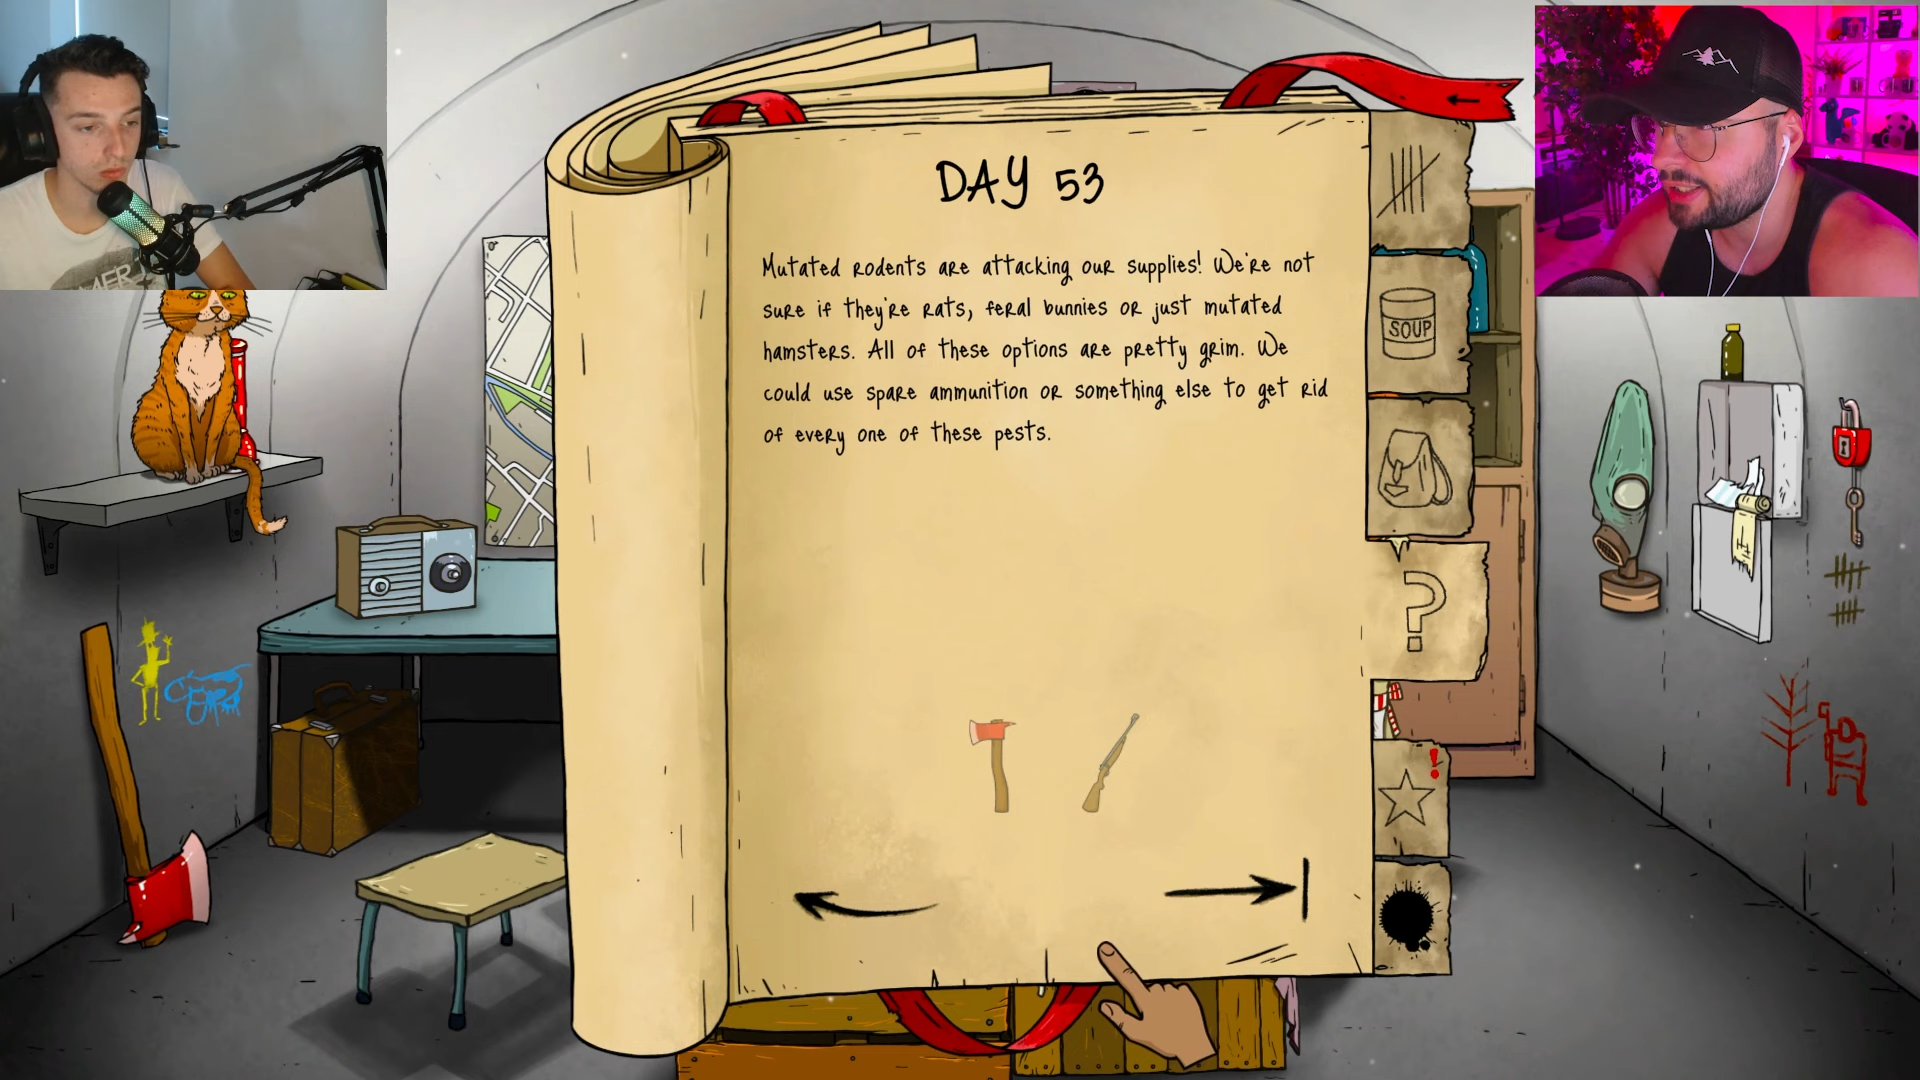 DAY 53
Mutated rodents are attacking our supplies! We're not
sure if they're rats, feral bunnies or just mutated
hamsters. All of these options are pretty grim. We
could use spare ammunition or something else to get rid
of every one of these pests.
SOUP
?
!